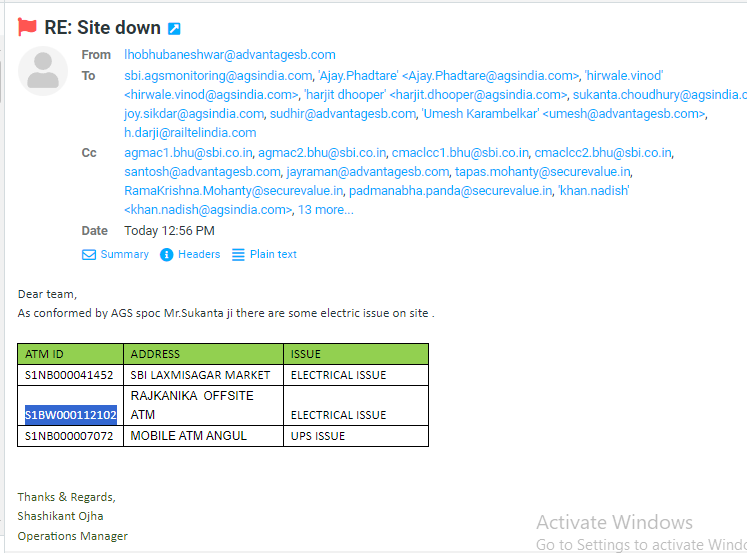 RE: Site down
From lhobhubaneshwar@advantagesb.com
To sbi.agsmonitoring@agsindia.com, 'Ajay.Phadtare' <Ajay.Phadtare@agsindia.com>, 'hirwale.vinod'
<hirwale.vinod@agsindia.com>, 'harjit dhooper' <harjit.dhooper@agsindia.com>, sukanta.choudhury@agsindia.c
joy.sikdar@agsindia.com, sudhir@advantagesb.com, 'Umesh Karambelkar' <umesh@advantagesb.com>,
h.darji@railtelindia.com
Cc agmac1.bhu@sbi.co.in, agmac2.bhu@sbi.co.in, cmaclcc1.bhu@sbi.co.in, cmaclcc2.bhu@sbi.co.in,
santosh@advantagesb.com, jayraman@advantagesb.com, tapas.mohanty@securevalue.in,
RamaKrishna.Mohanty@securevalue.in, padmanabha.panda@securevalue.in, 'khan.nadish'
<khan.nadish@agsindia.com>, 13 more...
Date Today 12:56 PM
Summary Headers Plain text
Dear team,
As conformed by AGS spoc Mr.Sukanta ji there are some electric issue on site .
ATM ID ADDRESS ISSUE
S1NB000041452 SBI LAXMISAGAR MARKET ELECTRICAL ISSUE
RAJKANIKA OFFSITE
S1BW000112102 ATM ELECTRICAL ISSUE
S1NB000007072 MOBILE ATM ANGUL UPS ISSUE
Thanks & Regards,
Shashikant Ojha
Operations Manager
Activate Windows
Go to Settings to activate Windo